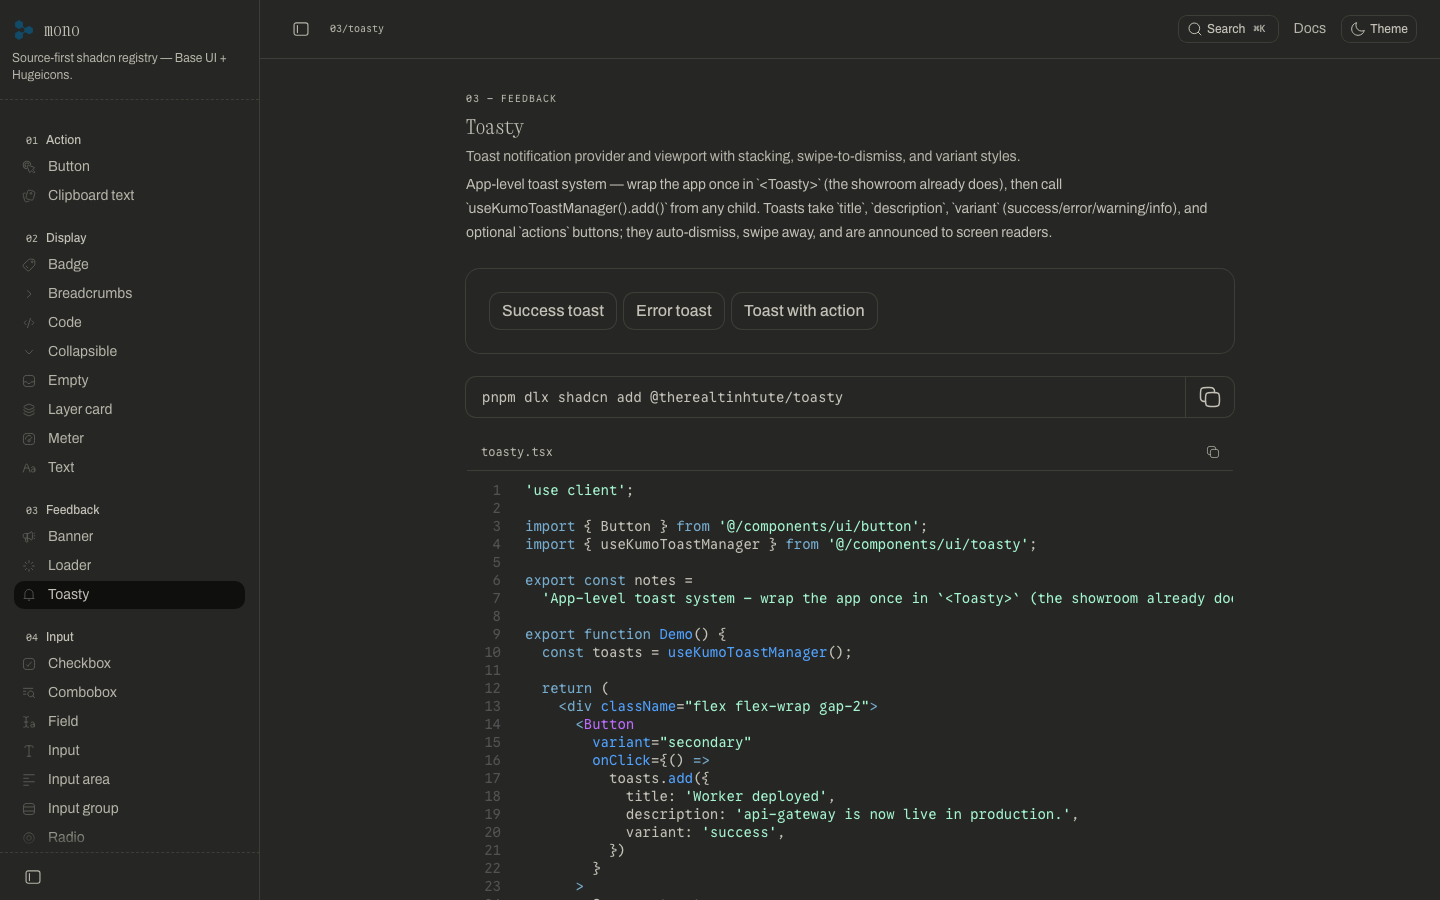 mono
Source-first shadcn registry — Base UI +
Hugeicons.
01 Action
Button
Clipboard text
02 Display
Badge
Breadcrumbs
Code
Collapsible
Empty
Layer card
Meter
Text
03 Feedback
Banner
Loader
Toasty
04 Input
Checkbox
Combobox
Field
Input
Input area
Input group
Radio
03/toasty
Search ⌘K
Docs
Theme
03 — FEEDBACK
Toasty
Toast notification provider and viewport with stacking, swipe-to-dismiss, and variant styles.
App-level toast system — wrap the app once in `<Toasty>` (the showroom already does), then call
`useKumoToastManager().add()` from any child. Toasts take `title`, `description`, `variant` (success/error/warning/info), and
optional `actions` buttons; they auto-dismiss, swipe away, and are announced to screen readers.
Success toast
Error toast
Toast with action
pnpm dlx shadcn add @therealtinhtute/toasty
toasty.tsx
1 'use client';
2
3 import { Button } from '@/components/ui/button';
4 import { useKumoToastManager } from '@/components/ui/toasty';
5
6 export const notes =
7 'App-level toast system — wrap the app once in `<Toasty>` (the showroom already do
8
9 export function Demo() {
10 const toasts = useKumoToastManager();
11
12 return (
13 <div className="flex flex-wrap gap-2">
14 <Button
15 variant="secondary"
16 onClick={() =>
17 toasts.add({
18 title: 'Worker deployed',
19 description: 'api-gateway is now live in production.',
20 variant: 'success',
21 })
22 }
23 >